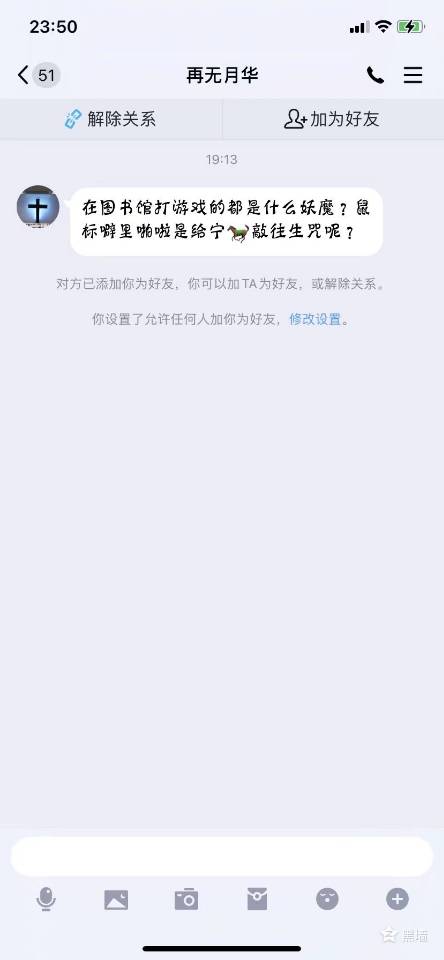 23:50
51
再无月华
解除关系
加为好友
19:13
在图书馆打游戏的都是什么妖魔？鼠
标噼里啪啦是给宁🐎敲往生咒呢？
对方已添加你为好友，你可以加TA为好友，或解除关系。
你设置了允许任何人加你为好友，修改设置。
黑墙